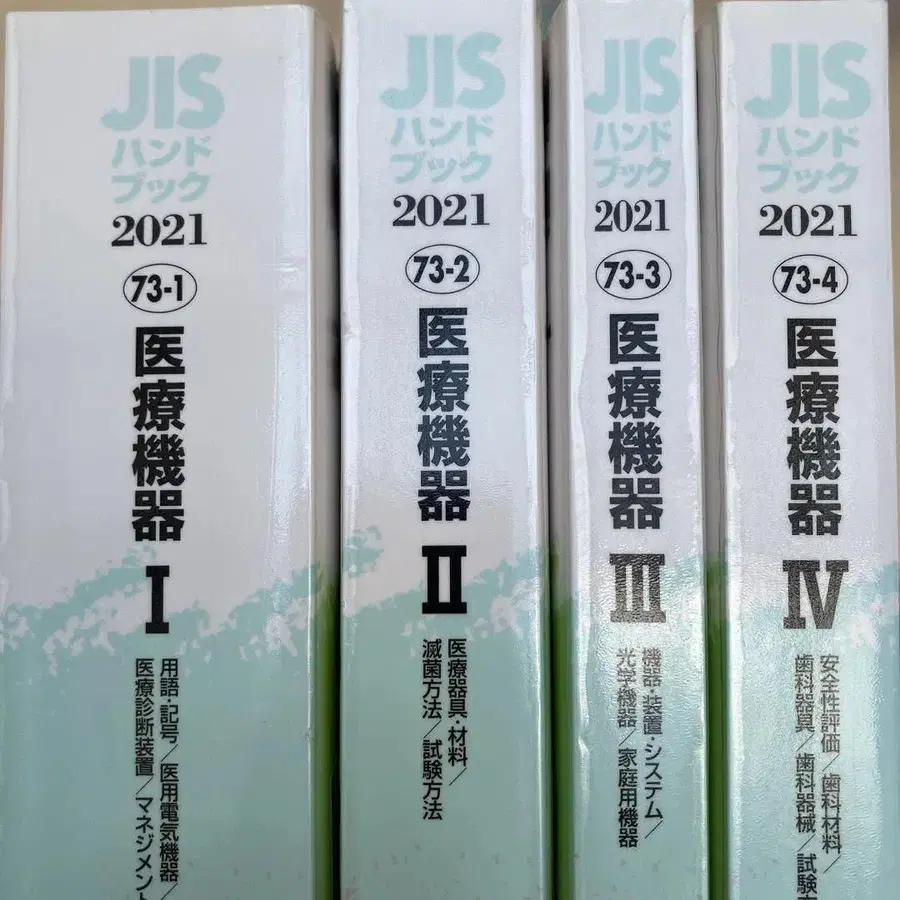 JIS
ハンド
ブック
2021
73-1
医療機器
I
用語・記号/医用電気機器/
医療診断装置/マネジメント
JIS
ハンド
ブック
2021
73-2
医療機器
II
医療器具・材料/
滅菌方法/試験方法
JIS
ハンド
ブック
2021
73-3
医療機器
III
機器・装置・システム/
光学機器/家庭用機器
JIS
ハンド
ブック
2021
73-4
医療機器
IV
安全性評価/歯科材料/
歯科器具/歯科器械/試験方